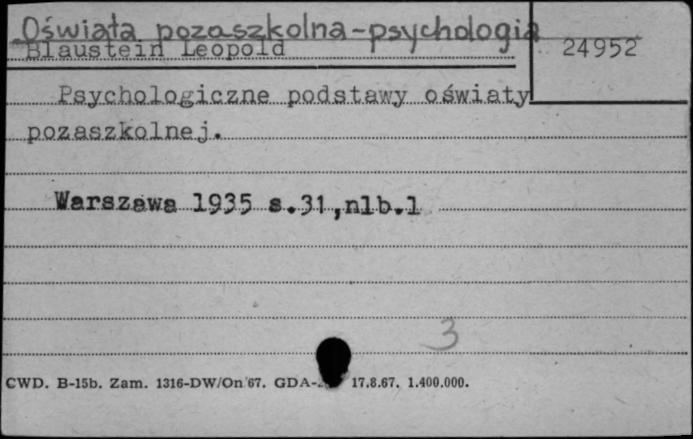 Oświata pozaszkolna-psychologia
Blaustein Leopold
24952
Psychologiczne podstawy oświaty
pozaszkolnej.
Warszawa 1935 s.31,nlb.1
3
CWD. B-15b. Zam. 1316-DW/On/67. GDA- 17.8.67. 1.400.000.